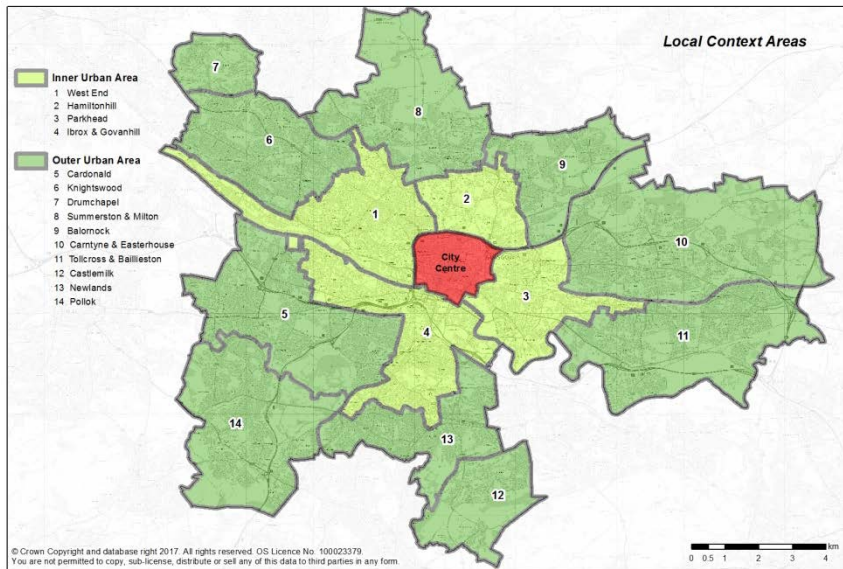 Local Context Areas
Inner Urban Area
1 West End
2 Hamiltonhill
3 Parkhead
4 Ibrox & Govanhill
Outer Urban Area
5 Cardonald
6 Knightswood
7 Drumchapel
8 Summerston & Milton
9 Balornock
10 Carntyne & Easterhouse
11 Tollcross & Baillieston
12 Castlemilk
13 Newlands
14 Pollok
7
8
6
9
1
2
10
City
Centre
3
5
4
11
14
13
12
© Crown Copyright and database right 2017. All rights reserved. OS Licence No. 100023379.
You are not permitted to copy, sub-license, distribute or sell any of this data to third parties in any form.
km
0 0.5 1 2 3 4